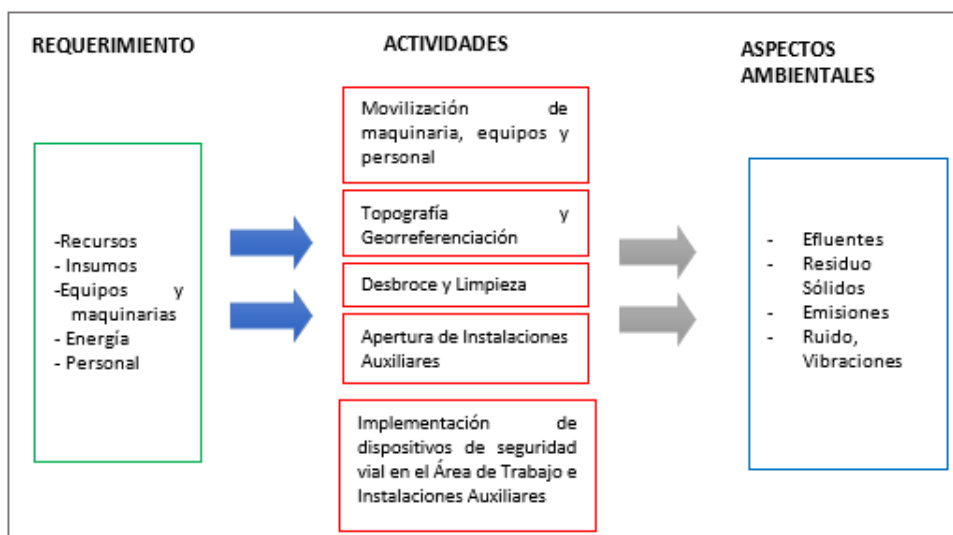 REQUERIMIENTO
ACTIVIDADES
ASPECTOS
AMBIENTALES
-Recursos
- Insumos
-Equipos y
maquinarias
- Energía
- Personal
Movilización de
maquinaria, equipos y
personal
Topografía y
Georreferenciación
Desbroce y Limpieza
Apertura de Instalaciones
Auxiliares
Implementación de
dispositivos de seguridad
vial en el Área de Trabajo e
Instalaciones Auxiliares
- Efluentes
- Residuo
Sólidos
- Emisiones
- Ruido,
Vibraciones